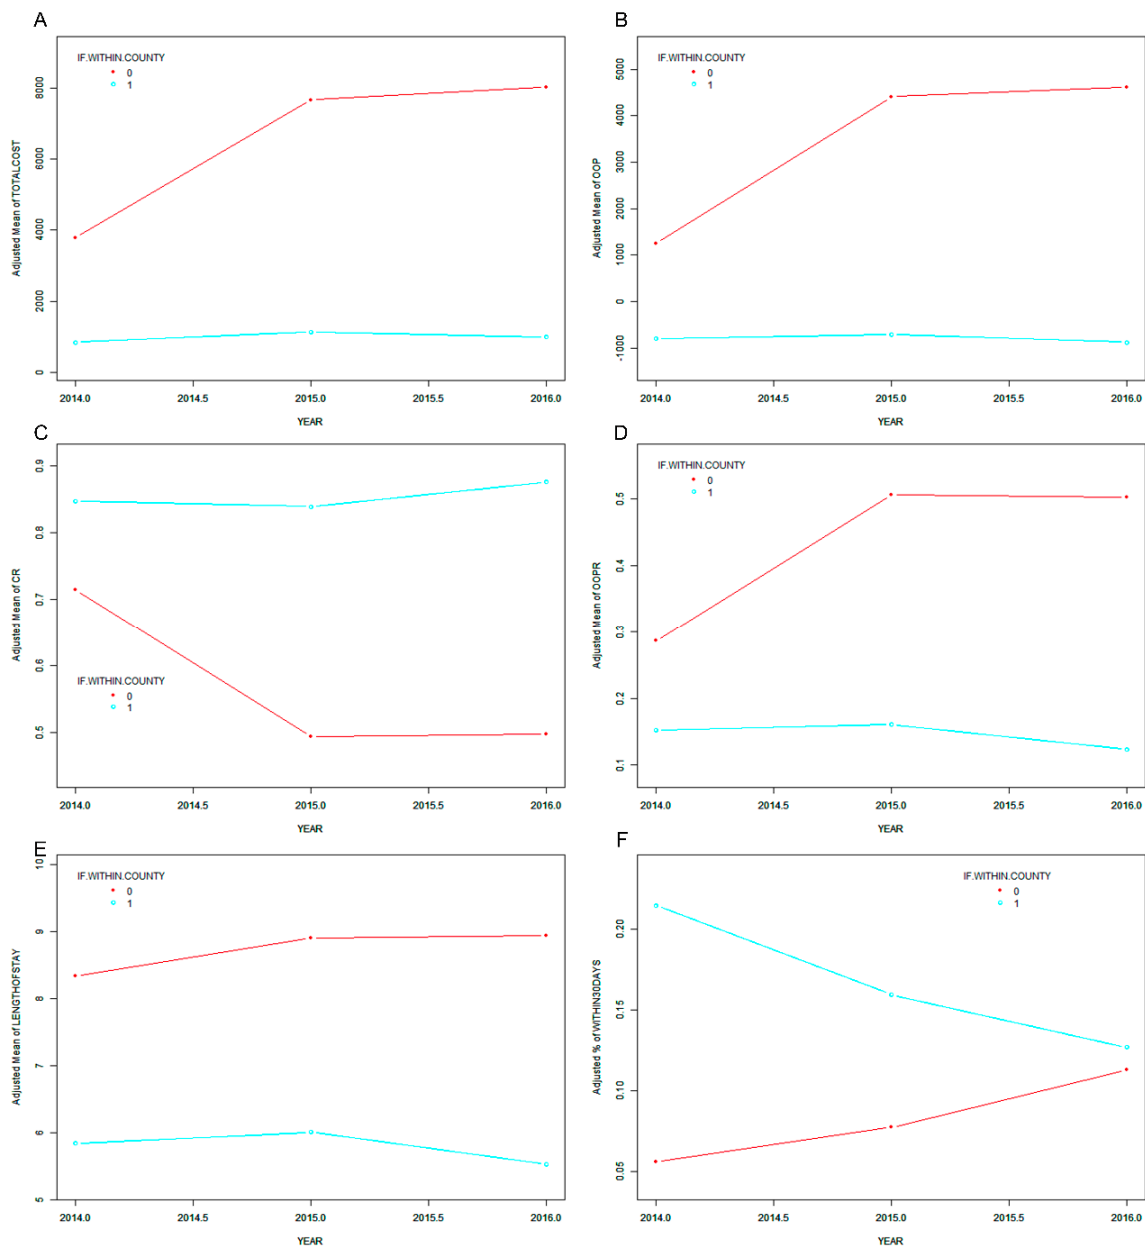 A
IF.WITHIN.COUNTY
0
1
Adjusted Mean of TOTALCOST
8000
6000
4000
2000
0
2014.0 2014.5 2015.0 2015.5 2016.0
YEAR
B
IF.WITHIN.COUNTY
0
1
Adjusted Mean of OOP
5000
4000
3000
2000
1000
0
-1000
2014.0 2014.5 2015.0 2015.5 2016.0
YEAR
C
Adjusted Mean of CR
0.9
0.8
0.7
0.6
0.5
IF.WITHIN.COUNTY
0
1
2014.0 2014.5 2015.0 2015.5 2016.0
YEAR
D
IF.WITHIN.COUNTY
0
1
Adjusted Mean of OOPR
0.5
0.4
0.3
0.2
0.1
2014.0 2014.5 2015.0 2015.5 2016.0
YEAR
E
IF.WITHIN.COUNTY
0
1
Adjusted Mean of LENGTHOFSTAY
10
9
8
7
6
5
2014.0 2014.5 2015.0 2015.5 2016.0
YEAR
F
IF.WITHIN.COUNTY
0
1
Adjusted % of WITHIN30DAYS
0.20
0.15
0.10
0.05
2014.0 2014.5 2015.0 2015.5 2016.0
YEAR